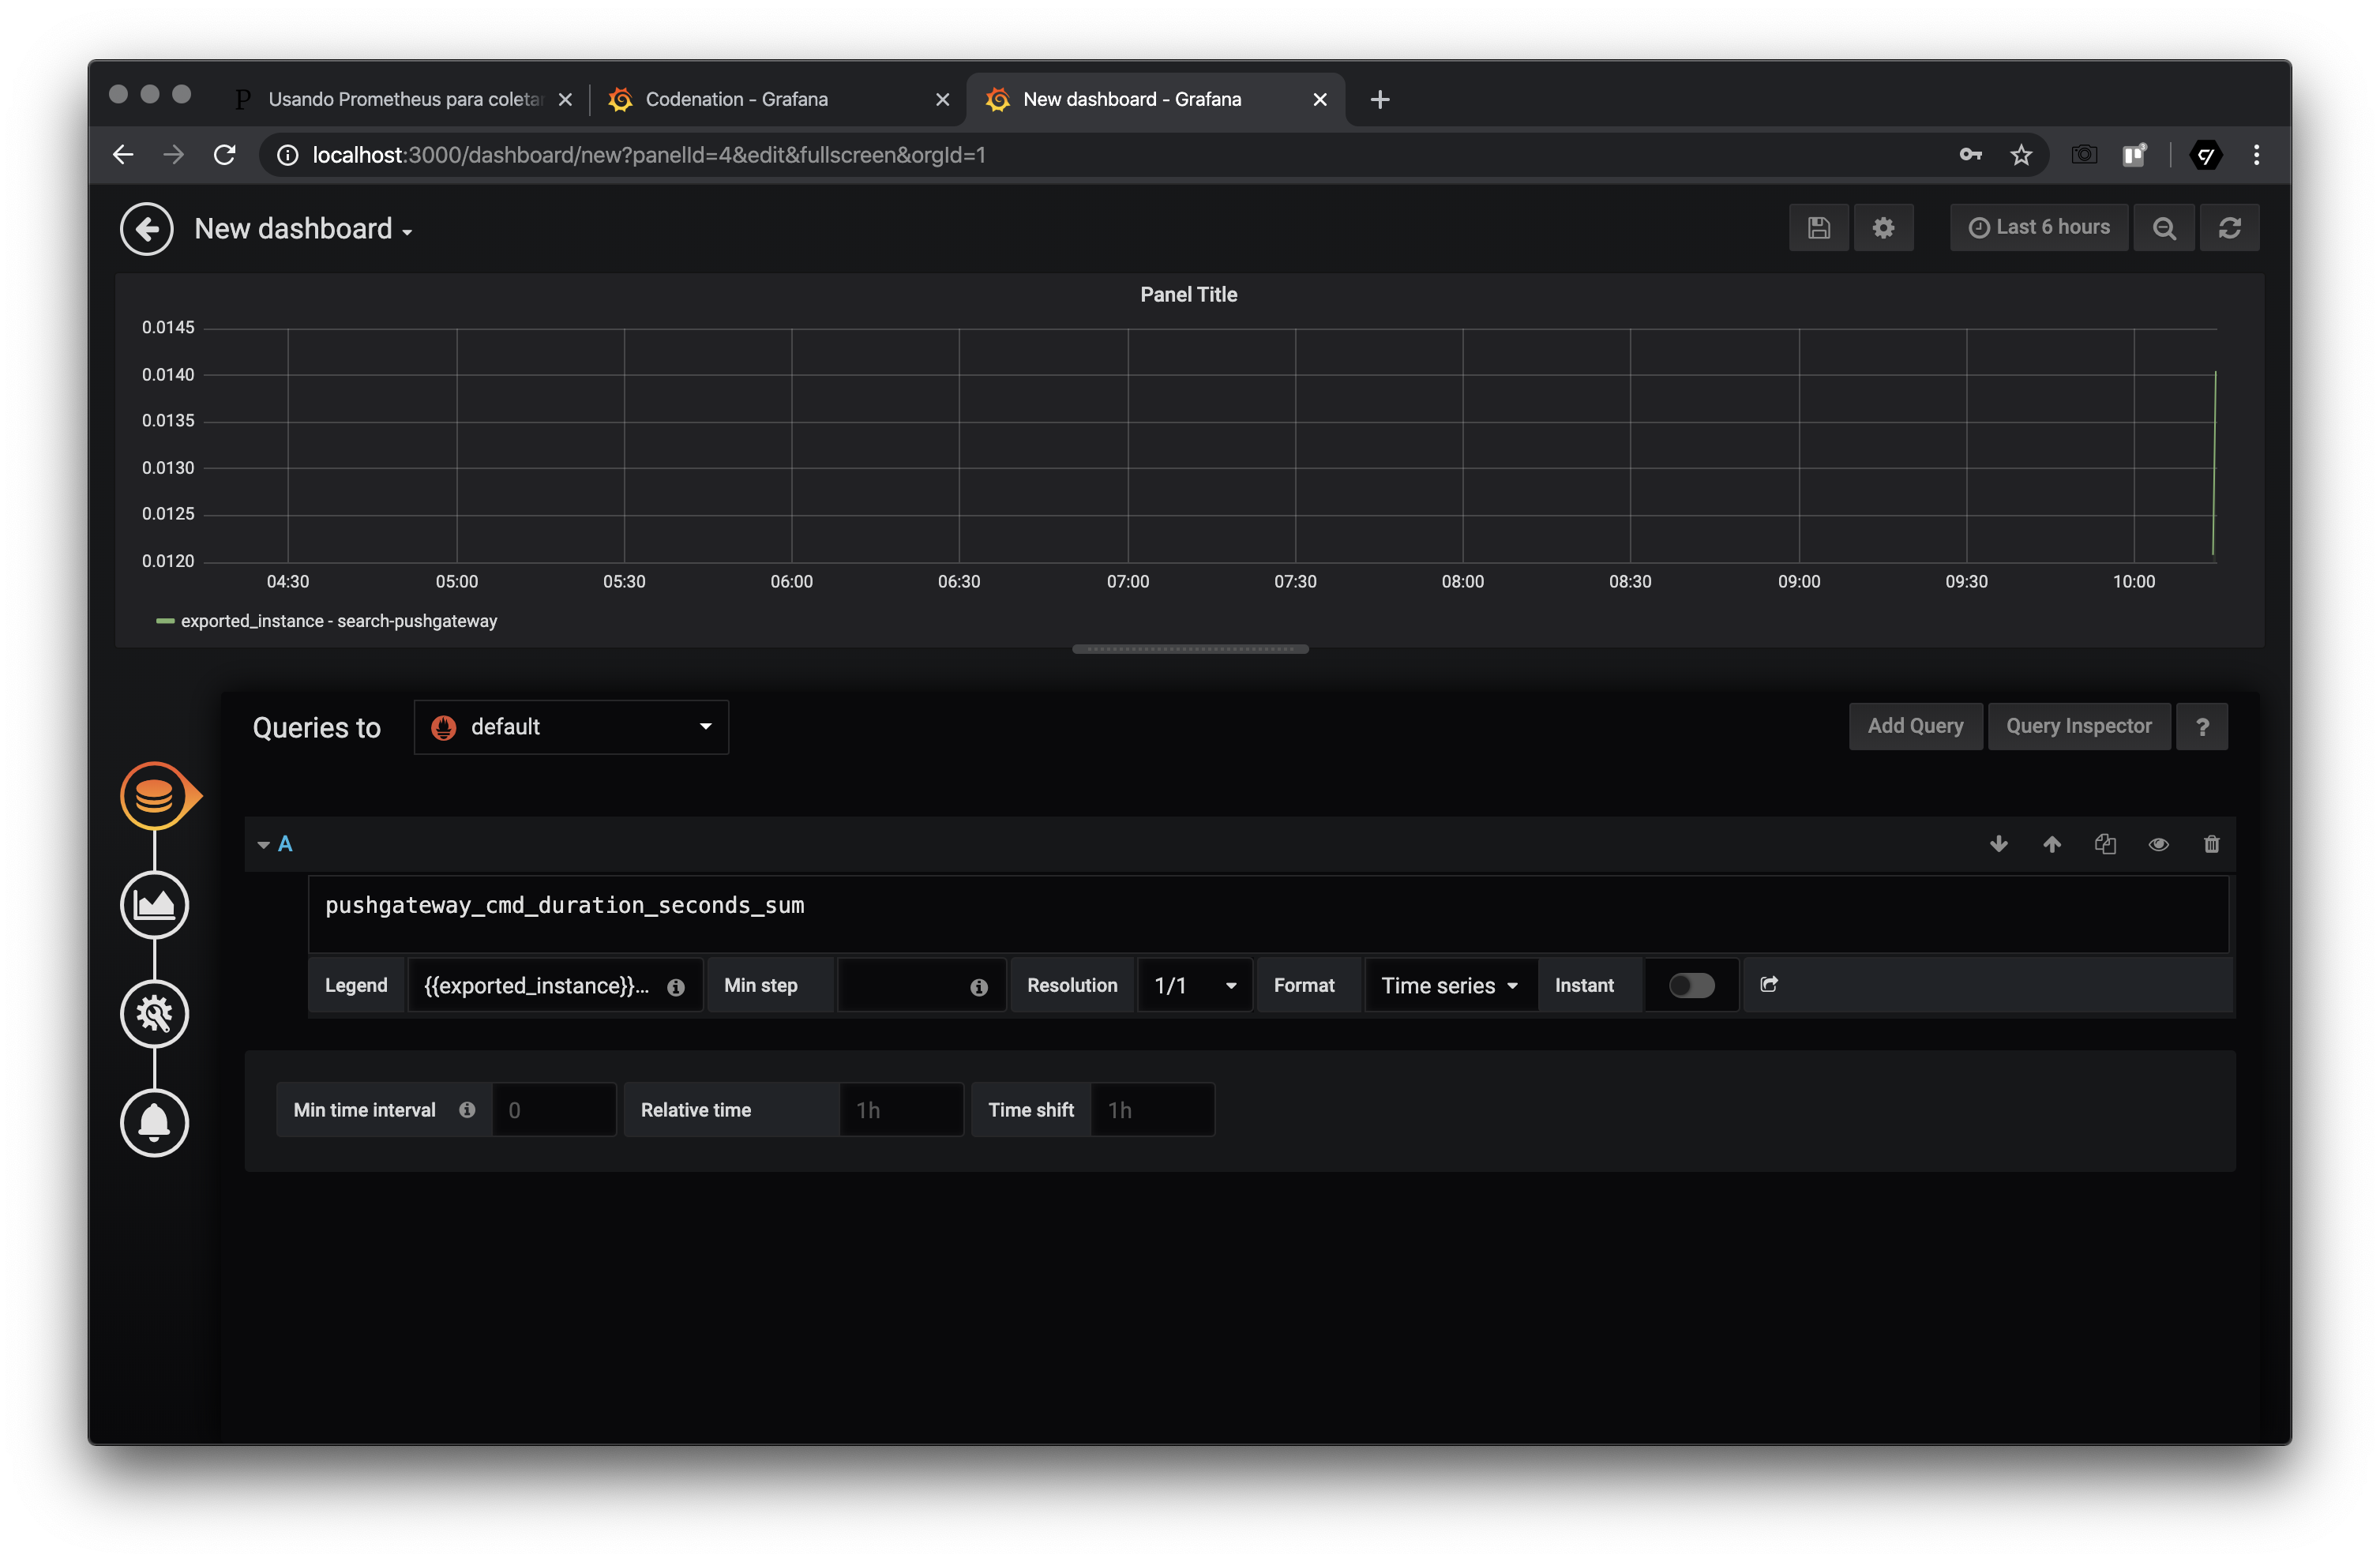 Usando Prometheus para coletar
Codenation - Grafana
New dashboard - Grafana
localhost:3000/dashboard/new?panelId=4&edit&fullscreen&orgId=1
New dashboard
Last 6 hours
Panel Title
0.0145
0.0140
0.0135
0.0130
0.0125
0.0120
04:30 05:00 05:30 06:00 06:30 07:00 07:30 08:00 08:30 09:00 09:30 10:00
exported_instance - search-pushgateway
Queries to default Add Query Query Inspector ?
A
pushgateway_cmd_duration_seconds_sum
Legend {{exported_instance}}... Min step Resolution 1/1 Format Time series Instant
Min time interval 0 Relative time 1h Time shift 1h